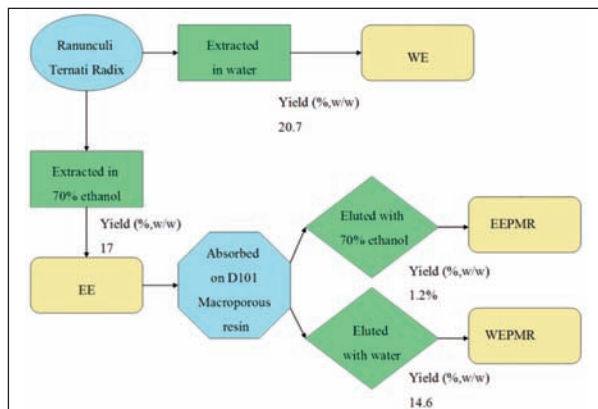 Ranunculi
Ternati Radix
Extracted
in water
WE
Yield (%,w/w)
20.7
Extracted in
70% ethanol
Yield (%,w/w)
17
EE
Absorbed
on D101
Macroporous
resin
Eluted with
70% ethanol
EEPMR
Yield (%,w/w)
1.2%
Eluted
with water
WEPMR
Yield (%,w/w)
14.6